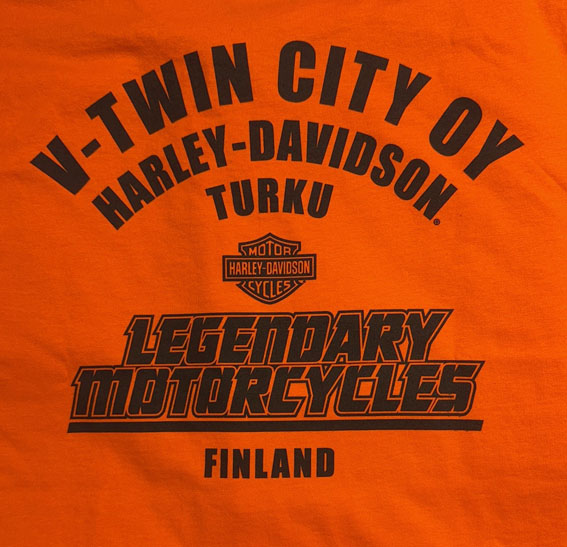 V-TWIN CITY OY
HARLEY-DAVIDSON®
TURKU
MOTOR
HARLEY-DAVIDSON
CYCLES
LEGENDARY
MOTORCYCLES
FINLAND